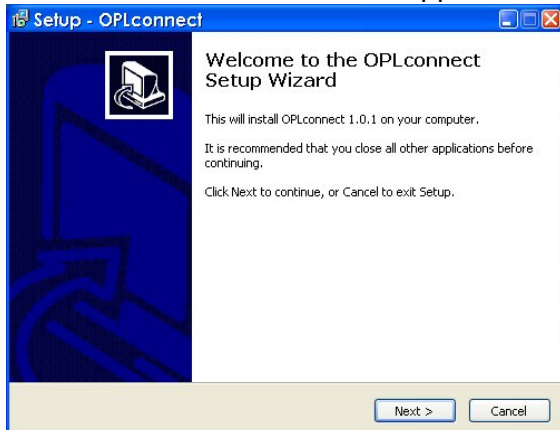 Setup - OPLconnect
Welcome to the OPLconnect
Setup Wizard
This will install OPLconnect 1.0.1 on your computer.
It is recommended that you close all other applications before
continuing.
Click Next to continue, or Cancel to exit Setup.
Next >
Cancel